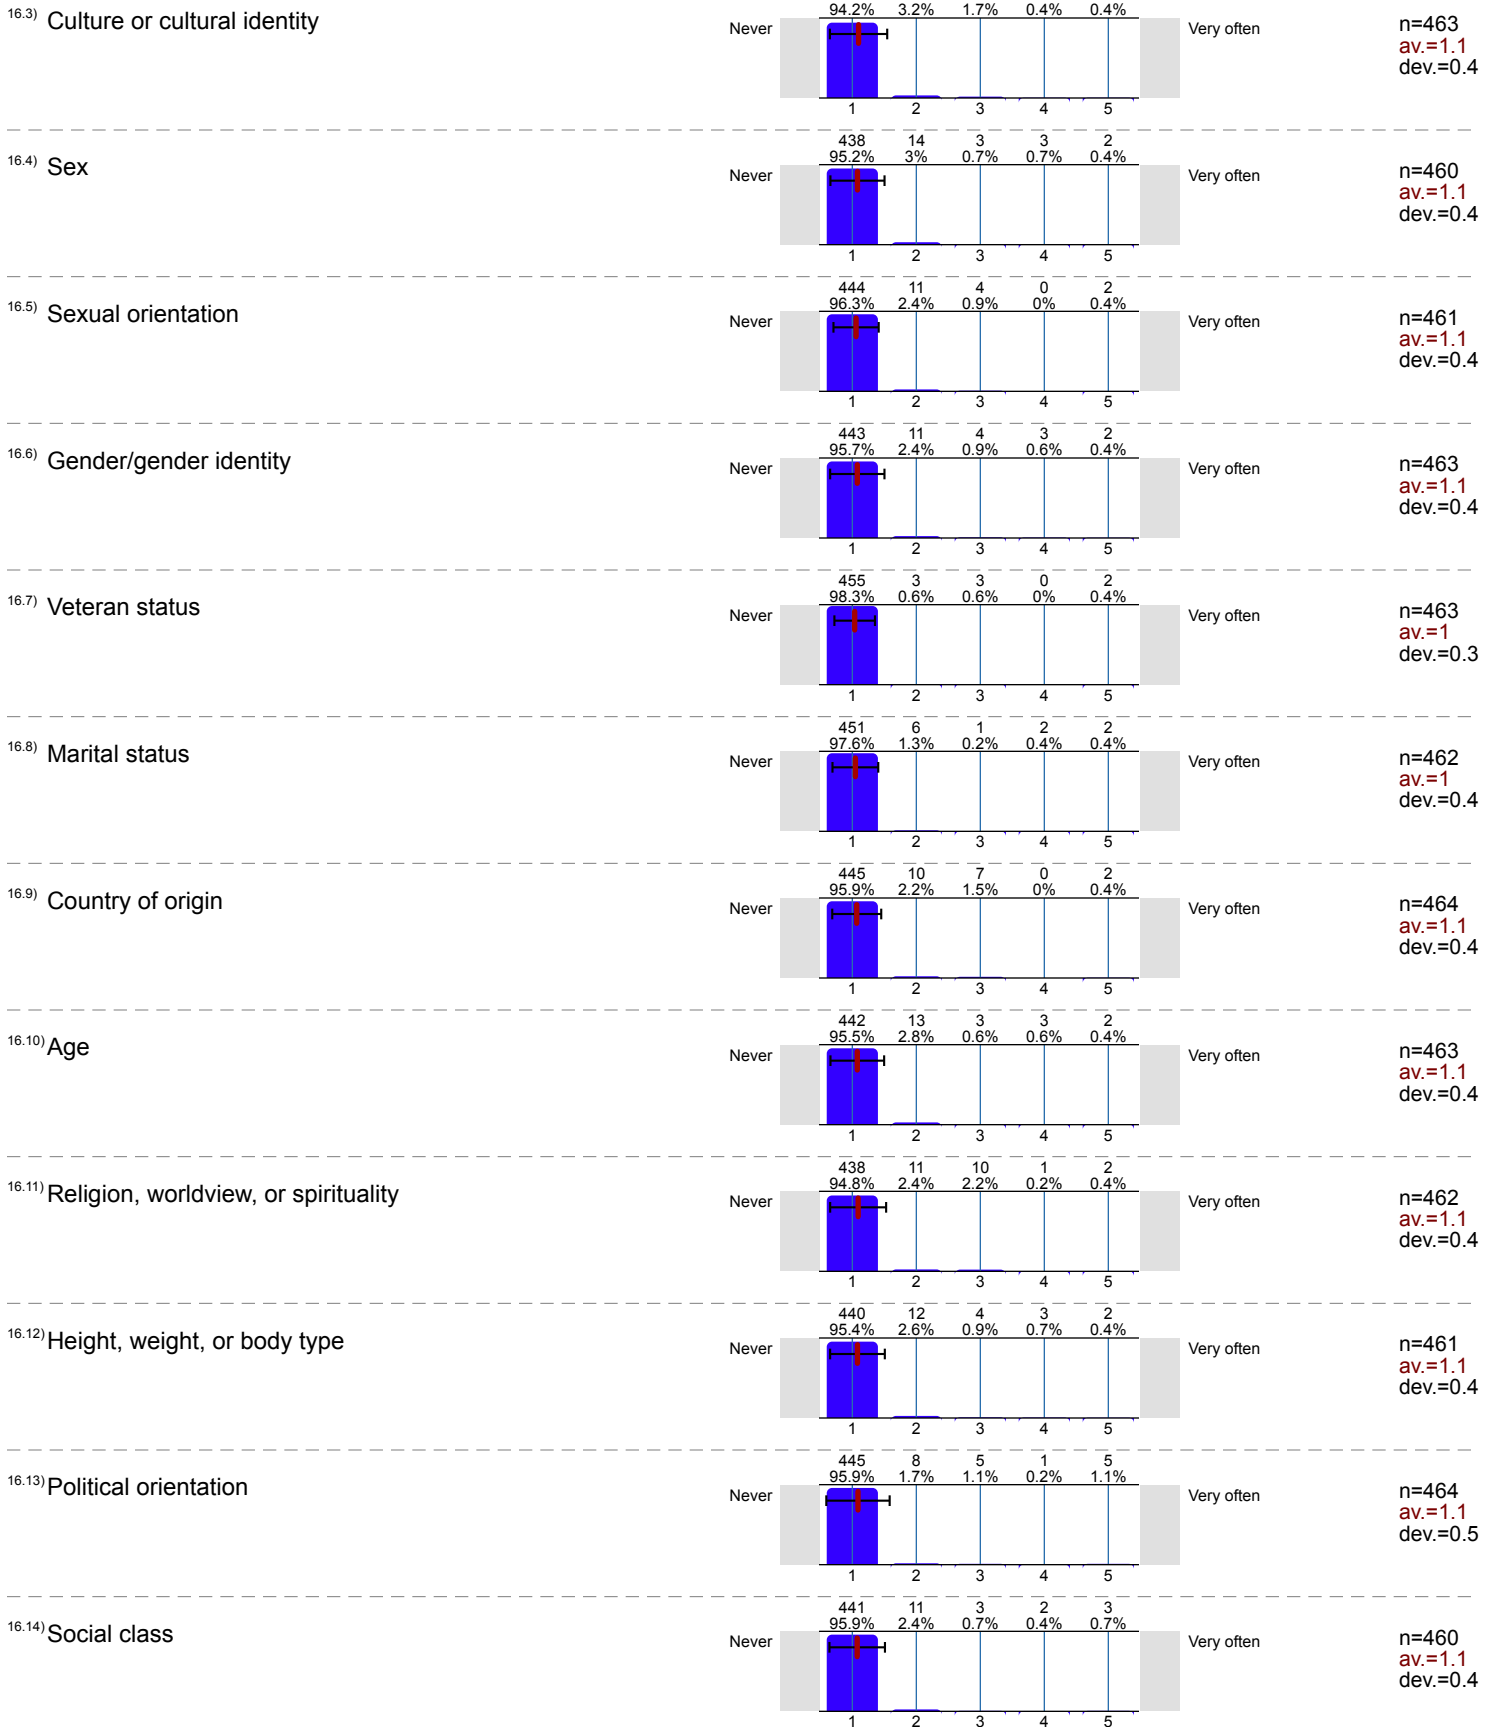 16.3) Culture or cultural identity
94.2% 3.2% 1.7% 0.4% 0.4%
Never Very often
n=463
av.=1.1
dev.=0.4
1 2 3 4 5
16.4) Sex
438 14 3 3 2
95.2% 3% 0.7% 0.7% 0.4%
Never Very often
n=460
av.=1.1
dev.=0.4
1 2 3 4 5
16.5) Sexual orientation
444 11 4 0 2
96.3% 2.4% 0.9% 0% 0.4%
Never Very often
n=461
av.=1.1
dev.=0.4
1 2 3 4 5
16.6) Gender/gender identity
443 11 4 3 2
95.7% 2.4% 0.9% 0.6% 0.4%
Never Very often
n=463
av.=1.1
dev.=0.4
1 2 3 4 5
16.7) Veteran status
455 3 3 0 2
98.3% 0.6% 0.6% 0% 0.4%
Never Very often
n=463
av.=1
dev.=0.3
1 2 3 4 5
16.8) Marital status
451 6 1 2 2
97.6% 1.3% 0.2% 0.4% 0.4%
Never Very often
n=462
av.=1
dev.=0.4
1 2 3 4 5
16.9) Country of origin
445 10 7 0 2
95.9% 2.2% 1.5% 0% 0.4%
Never Very often
n=464
av.=1.1
dev.=0.4
1 2 3 4 5
16.10) Age
442 13 3 3 2
95.5% 2.8% 0.6% 0.6% 0.4%
Never Very often
n=463
av.=1.1
dev.=0.4
1 2 3 4 5
16.11) Religion, worldview, or spirituality
438 11 10 1 2
94.8% 2.4% 2.2% 0.2% 0.4%
Never Very often
n=462
av.=1.1
dev.=0.4
1 2 3 4 5
16.12) Height, weight, or body type
440 12 4 3 2
95.4% 2.6% 0.9% 0.7% 0.4%
Never Very often
n=461
av.=1.1
dev.=0.4
1 2 3 4 5
16.13) Political orientation
445 8 5 1 5
95.9% 1.7% 1.1% 0.2% 1.1%
Never Very often
n=464
av.=1.1
dev.=0.5
1 2 3 4 5
16.14) Social class
441 11 3 2 3
95.9% 2.4% 0.7% 0.4% 0.7%
Never Very often
n=460
av.=1.1
dev.=0.4
1 2 3 4 5